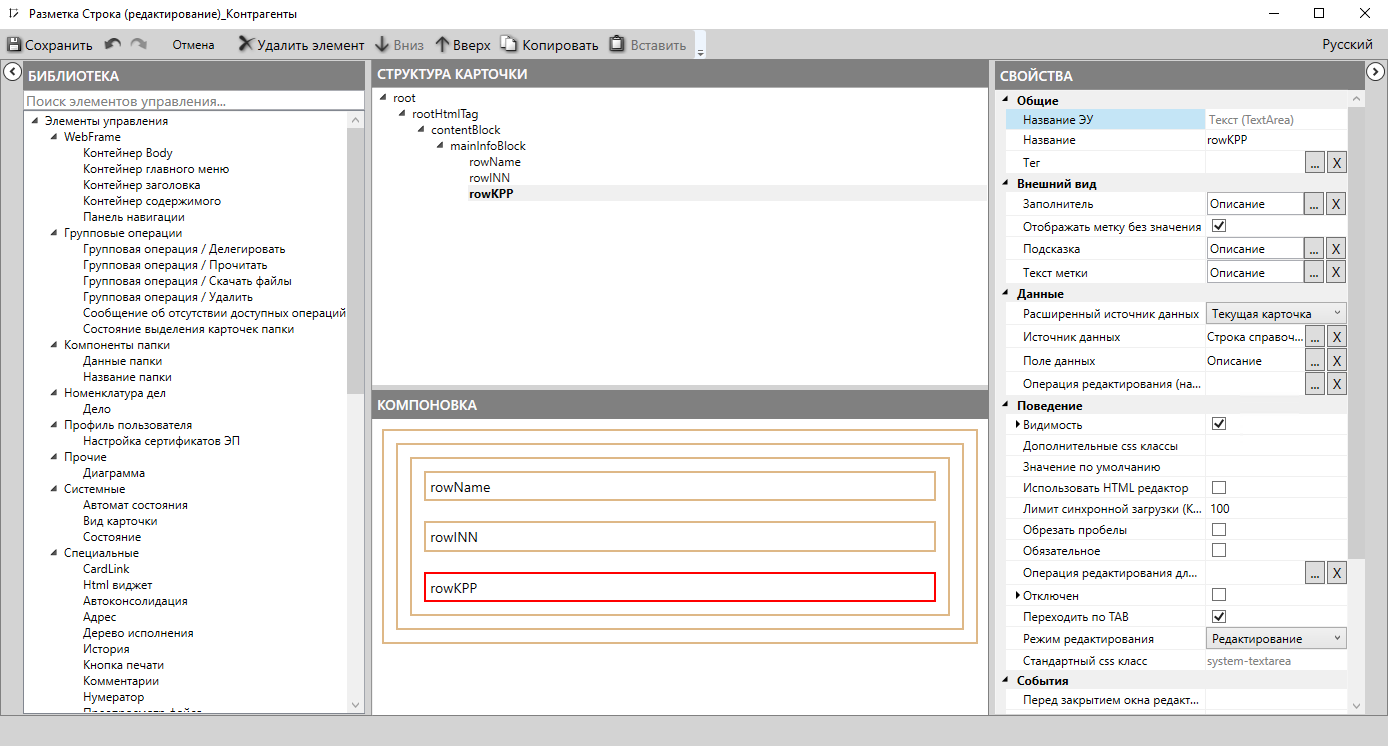 Разметка Строка (редактирование)_Контрагенты
Сохранить Отмена Удалить элемент Вниз Вверх Копировать Вставить Русский
БИБЛИОТЕКА
Поиск элементов управления...
Элементы управления
WebFrame
Контейнер Body
Контейнер главного меню
Контейнер заголовка
Контейнер содержимого
Панель навигации
Групповые операции
Групповая операция / Делегировать
Групповая операция / Прочитать
Групповая операция / Скачать файлы
Групповая операция / Удалить
Сообщение об отсутствии доступных операций
Состояние выделения карточек папки
Компоненты папки
Данные папки
Название папки
Номенклатура дел
Дело
Профиль пользователя
Настройка сертификатов ЭП
Прочие
Диаграмма
Системные
Автомат состояния
Вид карточки
Состояние
Специальные
CardLink
Html виджет
Автоконсолидация
Адрес
Дерево исполнения
История
Кнопка печати
Комментарии
Нумератор
СТРУКТУРА КАРТОЧКИ
root
rootHtmlTag
contentBlock
mainInfoBlock
rowName
rowINN
rowKPP
КОМПОНОВКА
rowName
rowINN
rowKPP
СВОЙСТВА
Общие
Название ЭУ Текст (TextArea)
Название rowKPP
Тег ... X
Внешний вид
Заполнитель Описание ... X
Отображать метку без значения
Подсказка Описание ... X
Текст метки Описание ... X
Данные
Расширенный источник данных Текущая карточка
Источник данных Строка справоч... ... X
Поле данных Описание ... X
Операция редактирования (на... ... X
Поведение
Видимость
Дополнительные css классы
Значение по умолчанию
Использовать HTML редактор
Лимит синхронной загрузки (К... 100
Обрезать пробелы
Обязательное
Операция редактирования дл... ... X
Отключен
Переходить по TAB
Режим редактирования Редактирование
Стандартный css класс system-textarea
События
Перед закрытием окна редакт...